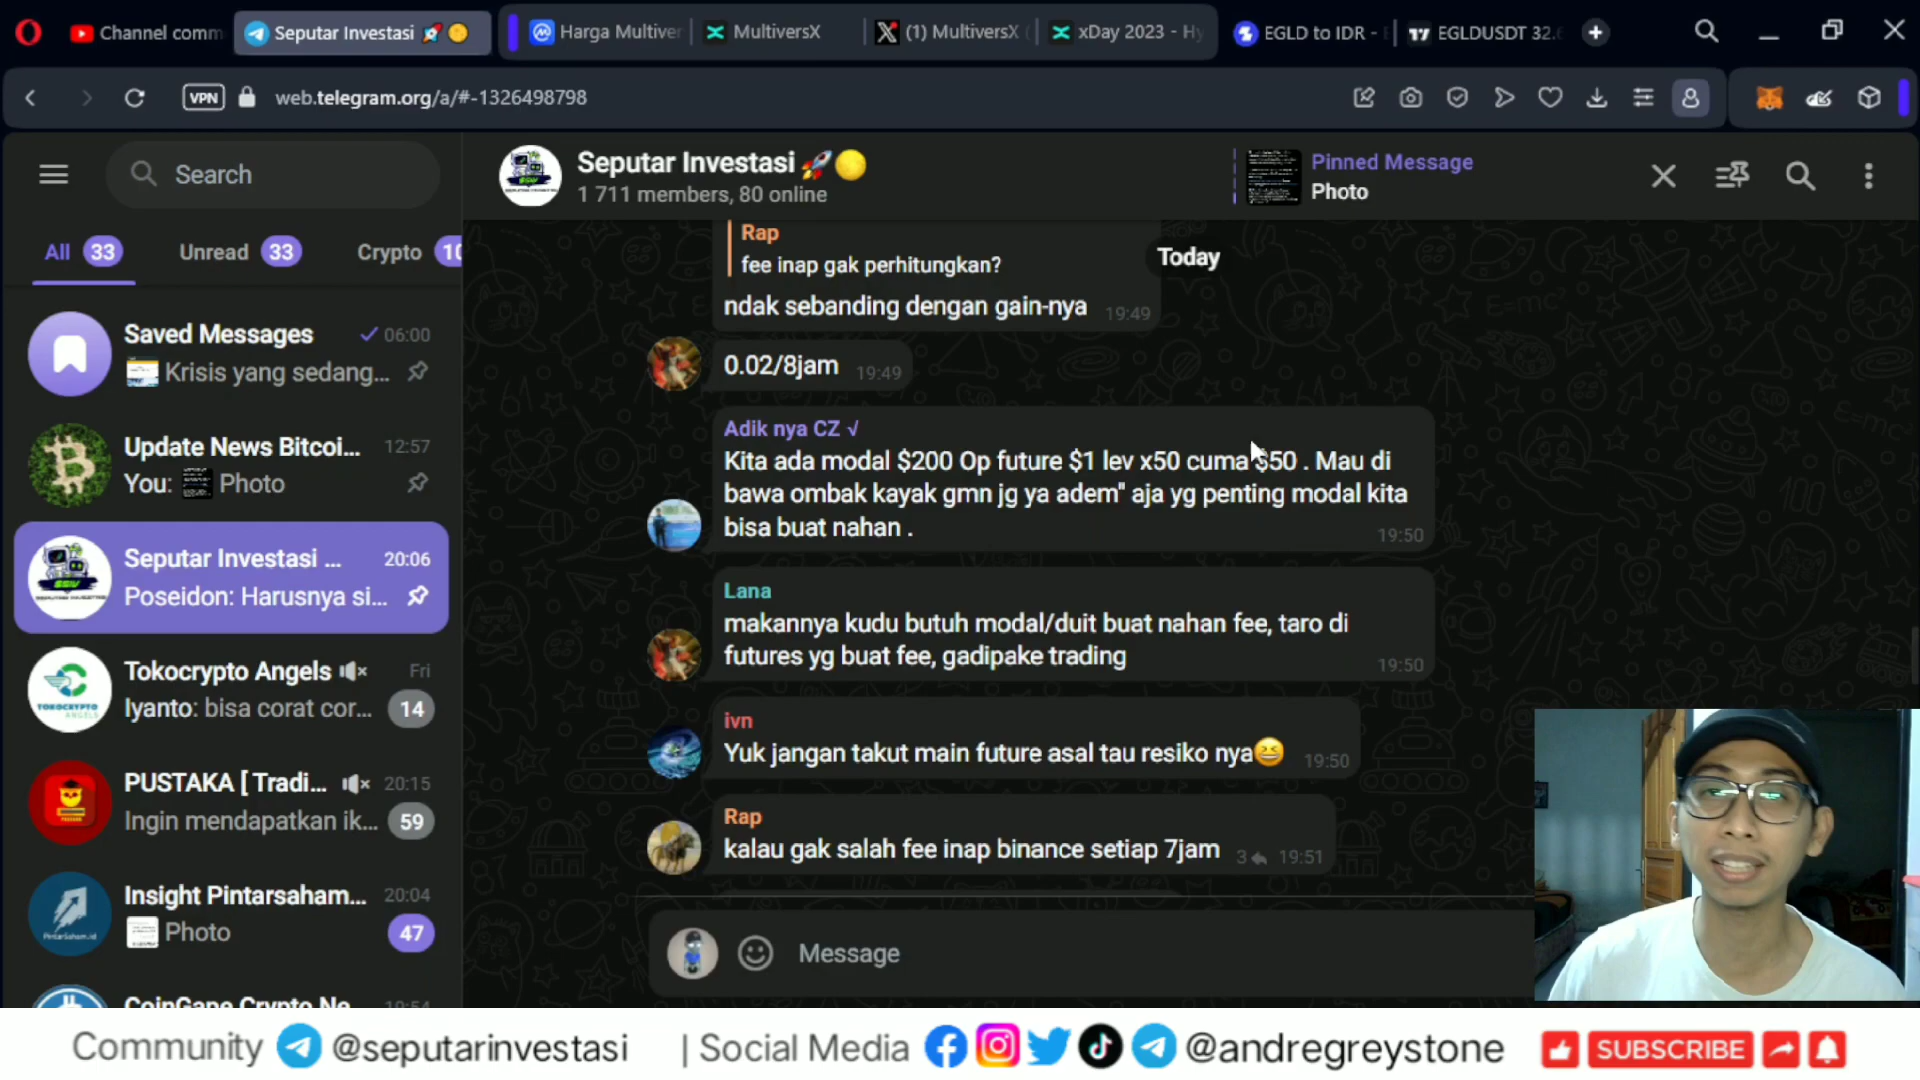 Channel comm
Seputar Investasi 🚀🌕
Harga Multiver
MultiversX
(1) MultiversX (
xDay 2023 - Hy
EGLD to IDR - E
EGLDUSDT 32.6
VPN
web.telegram.org/a/#-1326498798
Search
All 33
Unread 33
Crypto 10
Saved Messages 06:00
Krisis yang sedang...
Update News Bitcoi... 12:57
You: Photo
Seputar Investasi ... 20:06
Poseidon: Harusnya si...
Tokocrypto Angels Fri
Iyanto: bisa corat cor... 14
PUSTAKA [ Tradi... 20:15
Ingin mendapatkan ik... 59
Insight Pintarsaham... 20:04
Photo 47
CoinGape Crypto Ne 19:54
Seputar Investasi 🚀🌕
1 711 members, 80 online
Pinned Message
Photo
Today
Rap
fee inap gak perhitungkan?
ndak sebanding dengan gain-nya 19:49
0.02/8jam 19:49
Adik nya CZ √
Kita ada modal $200 Op future $1 lev x50 cuma $50 . Mau di
bawa ombak kayak gmn jg ya adem" aja yg penting modal kita
bisa buat nahan . 19:50
Lana
makannya kudu butuh modal/duit buat nahan fee, taro di
futures yg buat fee, gadipake trading 19:50
ivn
Yuk jangan takut main future asal tau resiko nya😆 19:50
Rap
kalau gak salah fee inap binance setiap 7jam 3 19:51
Message
Community @seputarinvestasi | Social Media @andregreystone SUBSCRIBE